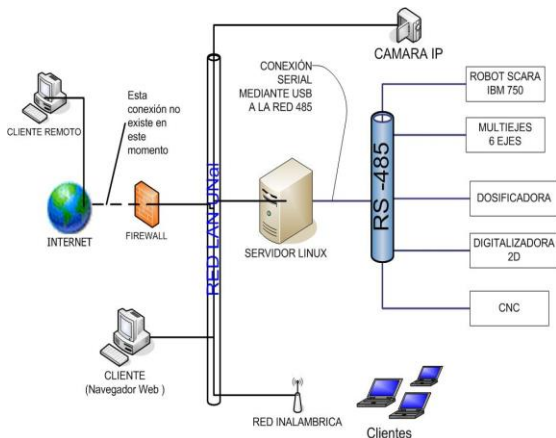 CAMARA IP
CONEXIÓN
SERIAL
MEDIANTE USB
A LA RED 485
ROBOT SCARA
IBM 750
MULTIEJES
6 EJES
DOSIFICADORA
DIGITALIZADORA
2D
CNC
RS -485
Esta
conexión no
existe en
este
momento
CLIENTE REMOTO
INTERNET
FIREWALL
RED LAN-UNal
SERVIDOR LINUX
CLIENTE
(Navegador Web )
RED INALAMBRICA
Clientes